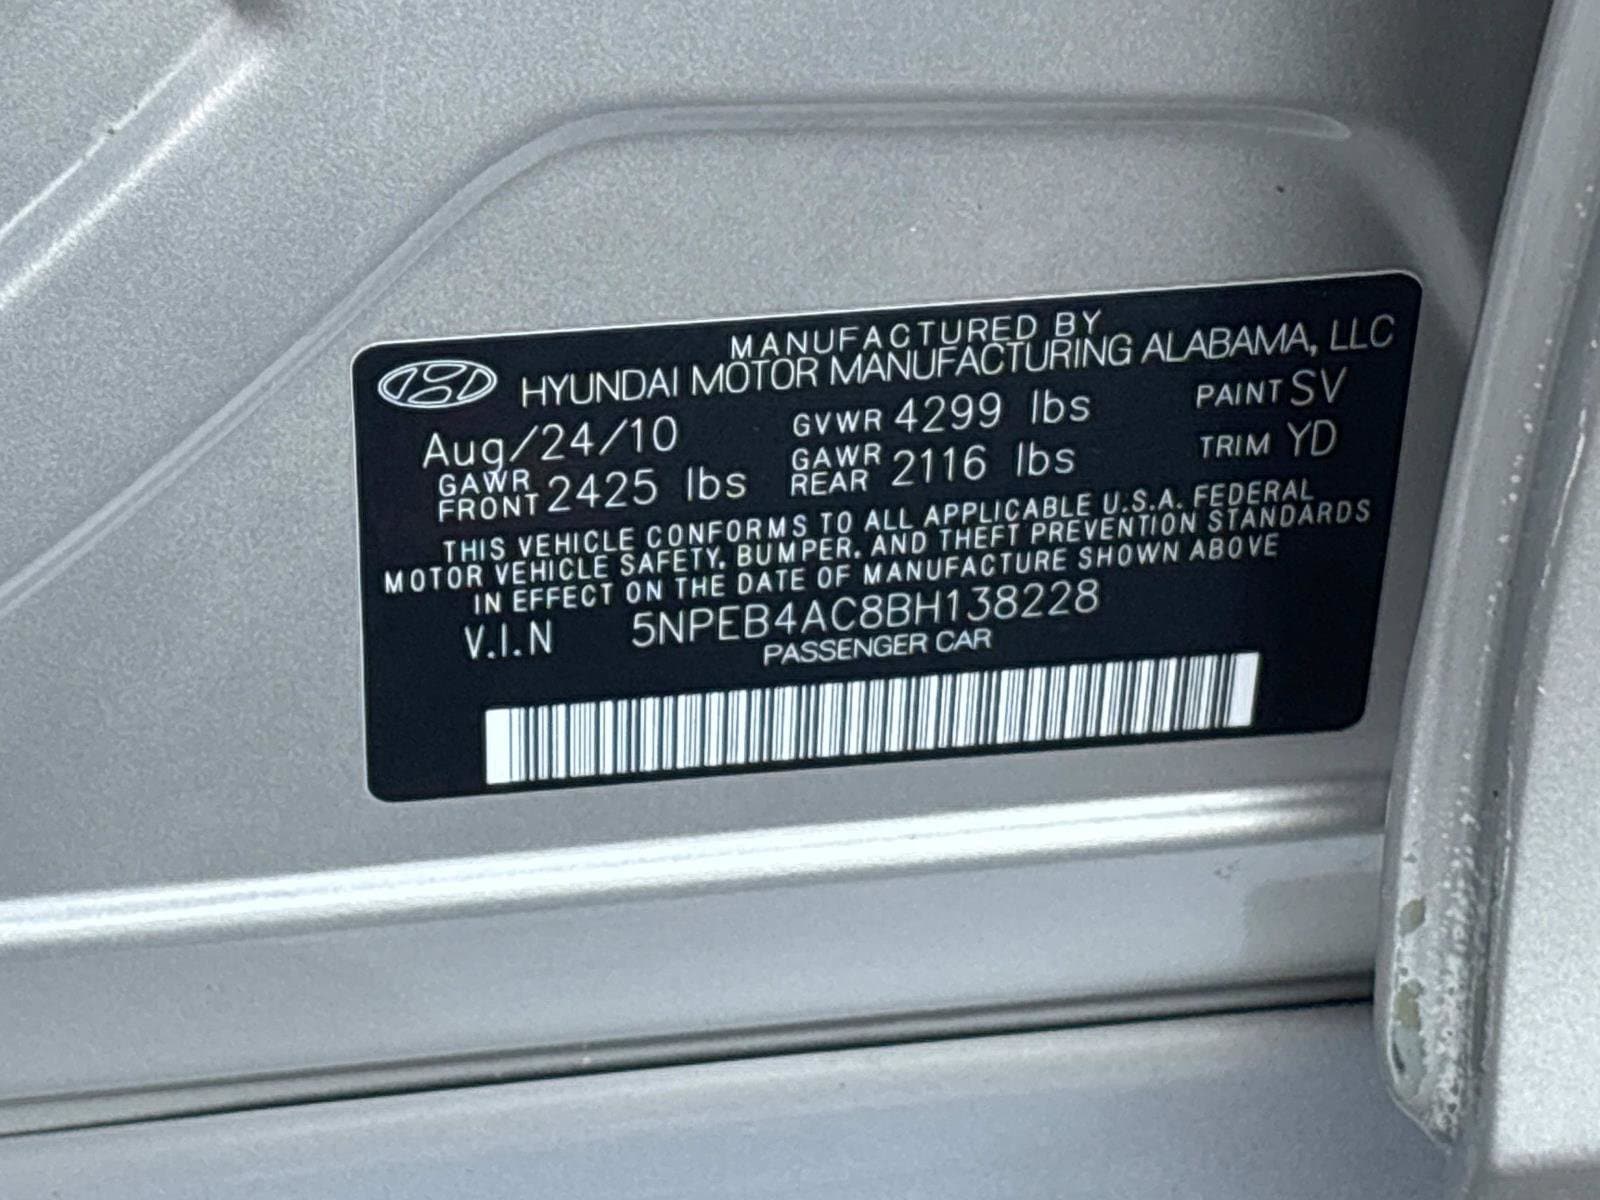 MANUFACTURED BY
HYUNDAI MOTOR MANUFACTURING ALABAMA, LLC
Aug/24/10 GVWR 4299 lbs PAINT SV
GAWR FRONT 2425 lbs GAWR REAR 2116 lbs TRIM YD
THIS VEHICLE CONFORMS TO ALL APPLICABLE U.S.A. FEDERAL
MOTOR VEHICLE SAFETY, BUMPER, AND THEFT PREVENTION STANDARDS
IN EFFECT ON THE DATE OF MANUFACTURE SHOWN ABOVE
V.I.N 5NPEB4AC8BH138228
PASSENGER CAR